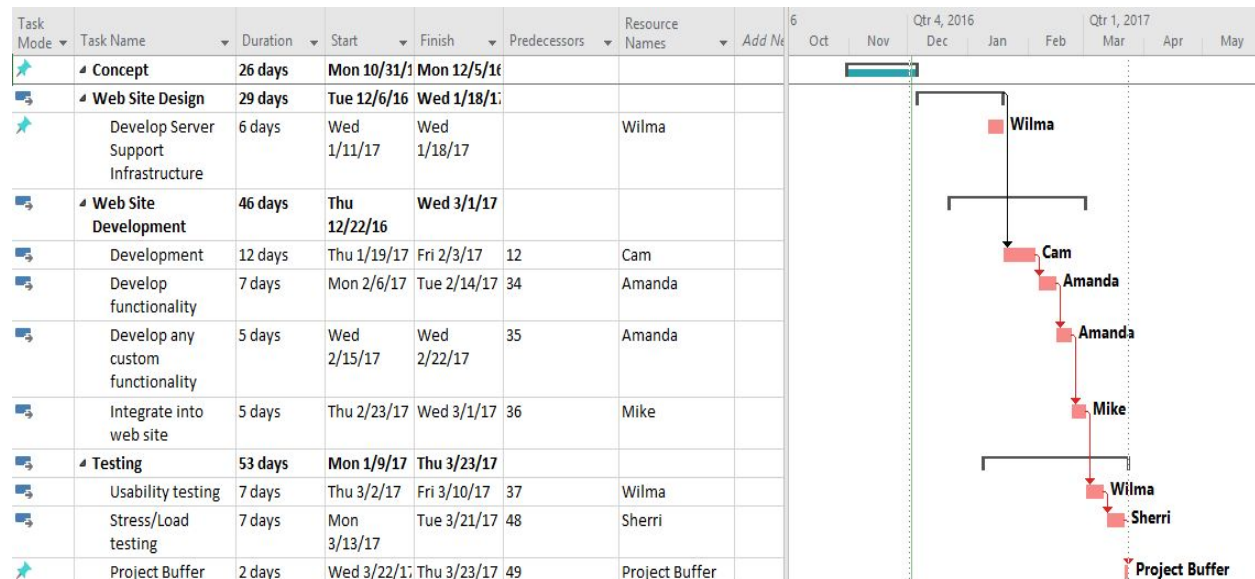 Task Mode Task Name Duration Start Finish Predecessors Resource Names Add Ne
6 Qtr 4, 2016 Qtr 1, 2017
Oct Nov Dec Jan Feb Mar Apr May
Concept 26 days Mon 10/31/1 Mon 12/5/16
Web Site Design 29 days Tue 12/6/16 Wed 1/18/1
Develop Server Support Infrastructure 6 days Wed 1/11/17 Wed 1/18/17 Wilma
Wilma
Web Site Development 46 days Thu 12/22/16 Wed 3/1/17
Development 12 days Thu 1/19/17 Fri 2/3/17 12 Cam
Cam
Develop functionality 7 days Mon 2/6/17 Tue 2/14/17 34 Amanda
Amanda
Develop any custom functionality 5 days Wed 2/15/17 Wed 2/22/17 35 Amanda
Amanda
Integrate into web site 5 days Thu 2/23/17 Wed 3/1/17 36 Mike
Mike
Testing 53 days Mon 1/9/17 Thu 3/23/17
Usability testing 7 days Thu 3/2/17 Fri 3/10/17 37 Wilma
Wilma
Stress/Load testing 7 days Mon 3/13/17 Tue 3/21/17 48 Sherri
Sherri
Project Buffer 2 days Wed 3/22/17 Thu 3/23/17 49 Project Buffer
Project Buffer